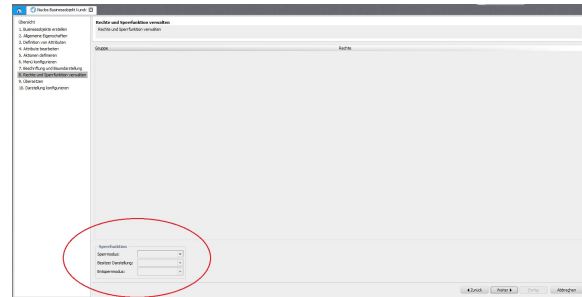 Nuclos Businessobjekt kunde
Übersicht
1. Businessobjekte erstellen
2. Allgemeine Eigenschaften
3. Definition von Attributen
4. Attribute bearbeiten
5. Aktionen definieren
6. Menü konfigurieren
7. Beschriftung und Baumdarstellung
8. Rechte und Sperrfunktion verwalten
9. Übersetzen
10. Darstellung konfigurieren
Rechte und Sperrfunktion verwalten
Rechte und Sperrfunktion verwalten
Gruppe Rechte
Sperrfunktion
Sperrmodus:
Besitzer Darstellung:
Entsperrmodus:
Zurück Weiter Fertig Abbrechen